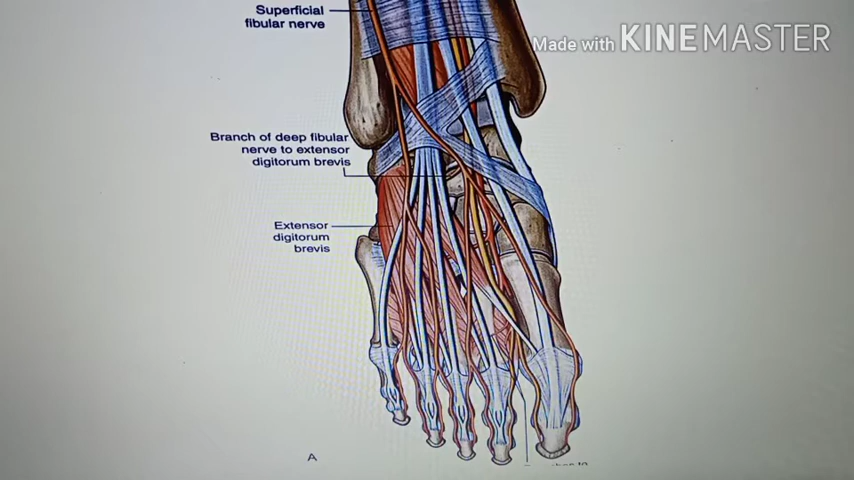 Superficial
fibular nerve
Made with KINEMASTER
Branch of deep fibular
nerve to extensor
digitorum brevis
Extensor
digitorum
brevis
A